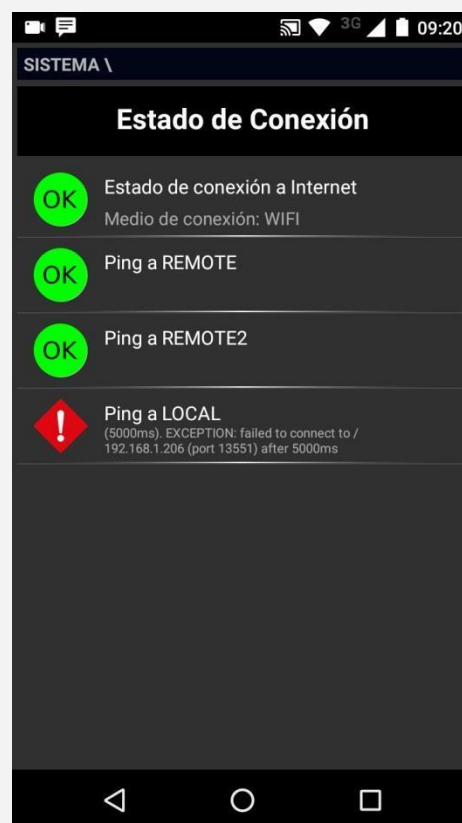 3G 09:20
SISTEMA \
Estado de Conexión
OK
Estado de conexión a Internet
Medio de conexión: WIFI
OK
Ping a REMOTE
OK
Ping a REMOTE2
!
Ping a LOCAL
(5000ms). EXCEPTION: failed to connect to /
192.168.1.206 (port 13551) after 5000ms